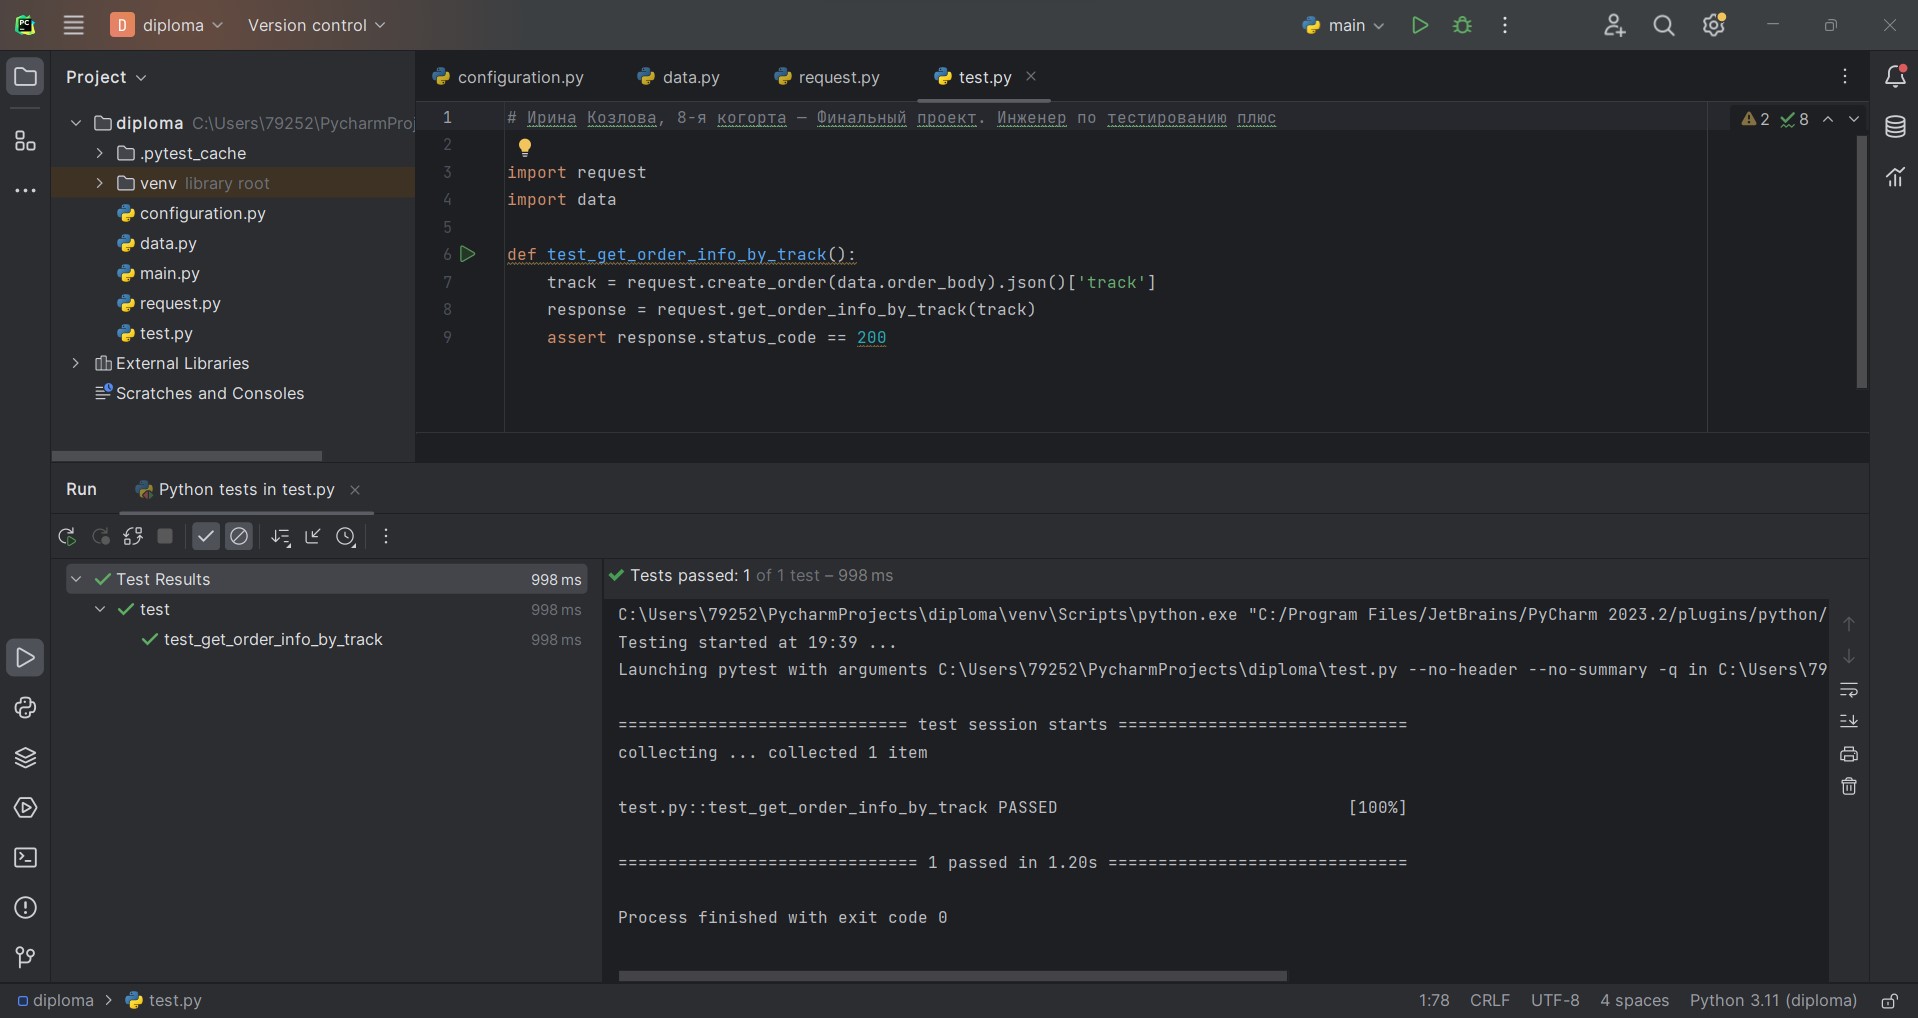 D diploma Version control main
Project
configuration.py data.py request.py test.py
diploma C:\Users\79252\PycharmProj
.pytest_cache
venv library root
configuration.py
data.py
main.py
request.py
test.py
External Libraries
Scratches and Consoles
1 # Ирина Козлова, 8-я когорта — Финальный проект. Инженер по тестированию плюс
2 8
2
3 import request
4 import data
5
6 def test_get_order_info_by_track():
7 track = request.create_order(data.order_body).json()['track']
8 response = request.get_order_info_by_track(track)
9 assert response.status_code == 200
Run Python tests in test.py
Test Results 998 ms
test 998 ms
test_get_order_info_by_track 998 ms
Tests passed: 1 of 1 test – 998 ms
C:\Users\79252\PycharmProjects\diploma\venv\Scripts\python.exe "C:/Program Files/JetBrains/PyCharm 2023.2/plugins/python/
Testing started at 19:39 ...
Launching pytest with arguments C:\Users\79252\PycharmProjects\diploma\test.py --no-header --no-summary -q in C:\Users\79
============================= test session starts =============================
collecting ... collected 1 item
test.py::test_get_order_info_by_track PASSED [100%]
============================== 1 passed in 1.20s ==============================
Process finished with exit code 0
diploma > test.py 1:78 CRLF UTF-8 4 spaces Python 3.11 (diploma)